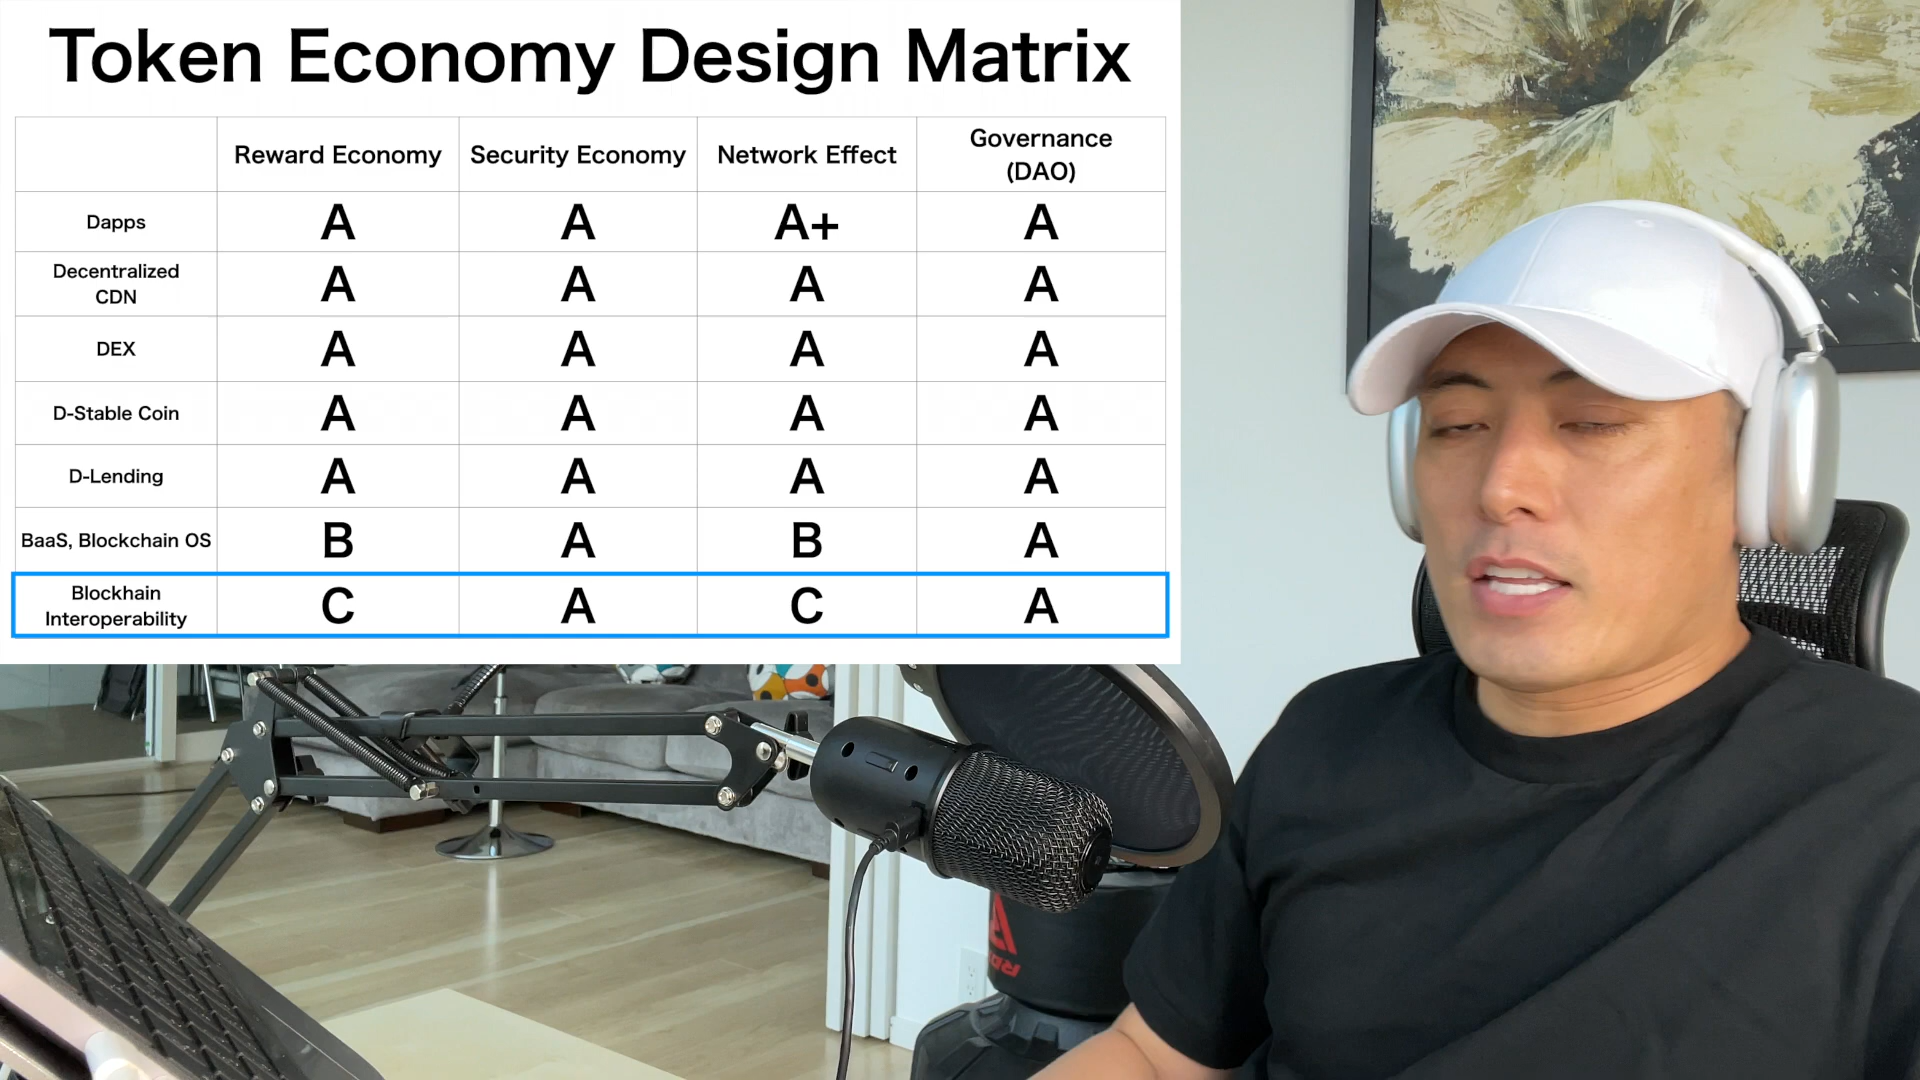 Token Economy Design Matrix
Reward Economy
Security Economy
Network Effect
Governance
(DAO)
Dapps
A
A
A+
A
Decentralized
CDN
A
A
A
A
DEX
A
A
A
A
D-Stable Coin
A
A
A
A
D-Lending
A
A
A
A
BaaS, Blockchain OS
B
A
B
A
Blockhain
Interoperability
C
A
C
A